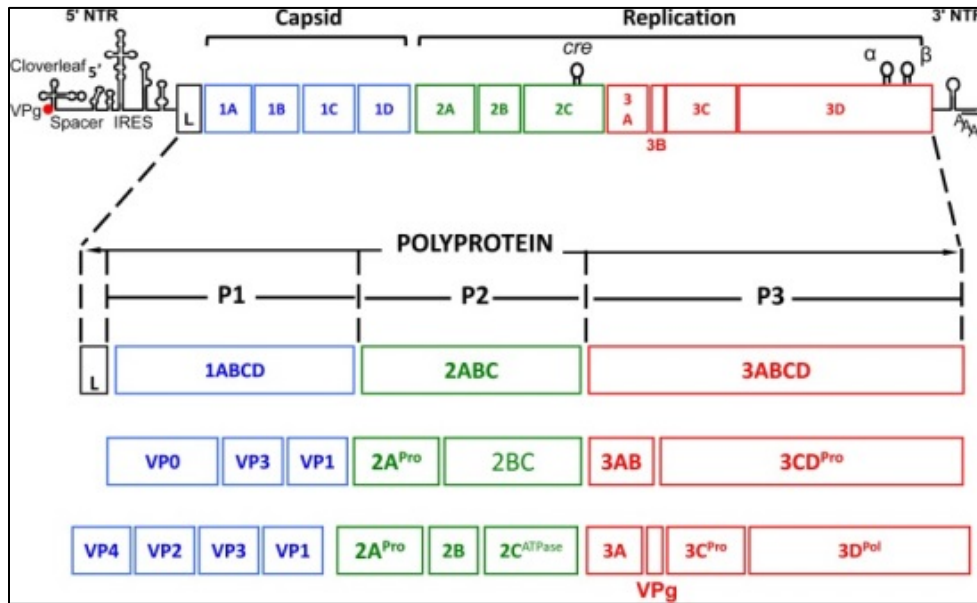 5' NTR Capsid Replication 3' NTR
cre α β
Cloverleaf 5'
VPg Spacer IRES L 1A 1B 1C 1D 2A 2B 2C 3A 3C 3D
3B
POLYPROTEIN
P1 P2 P3
L 1ABCD 2ABC 3ABCD
VP0 VP3 VP1 2APro 2BC 3AB 3CDPro
VP4 VP2 VP3 VP1 2APro 2B 2CATPase 3A 3CPro 3DPol
VPg